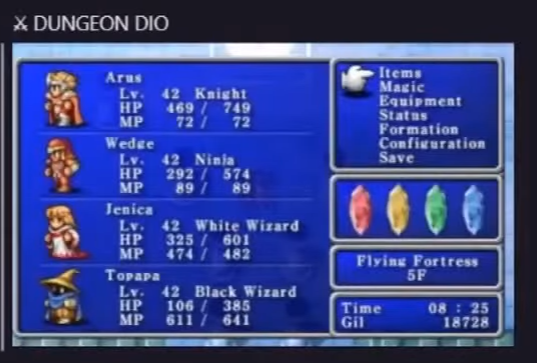 ⚔ DUNGEON DIO
Arus
Lv. 42 Knight
HP 469 / 749
MP 72 / 72
Wedge
Lv. 42 Ninja
HP 292 / 574
MP 89 / 89
Jenica
Lv. 42 White Wizard
HP 325 / 601
MP 474 / 482
Topapa
Lv. 42 Black Wizard
HP 106 / 385
MP 611 / 641
Items
Magic
Equipment
Status
Formation
Configuration
Save
Flying Fortress
5F
Time 08 : 25
Gil 18728